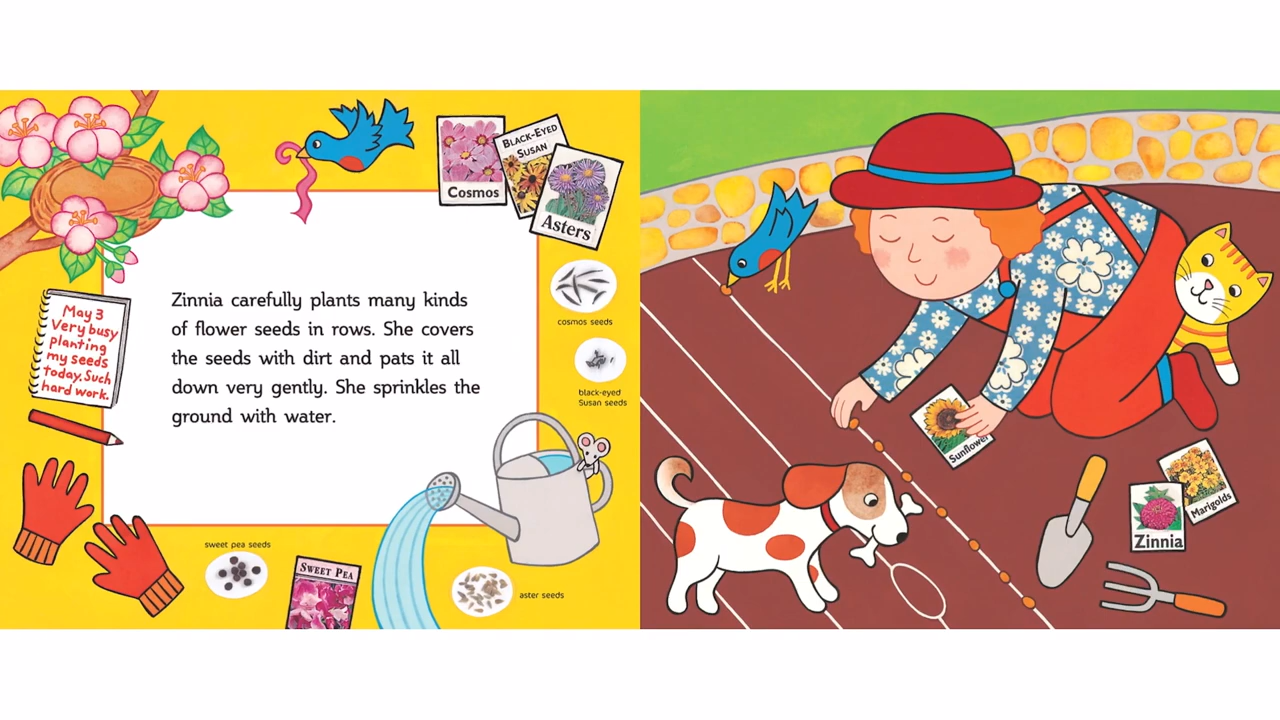 Cosmos
BLACK-EYED
SUSAN
Asters
cosmos seeds
May 3
Very busy
planting
my seeds
today. Such
hard work.
Zinnia carefully plants many kinds
of flower seeds in rows. She covers
the seeds with dirt and pats it all
down very gently. She sprinkles the
ground with water.
black-eyed
Susan seeds
sweet pea seeds
SWEET PEA
aster seeds
Sunflower
Marigolds
Zinnia